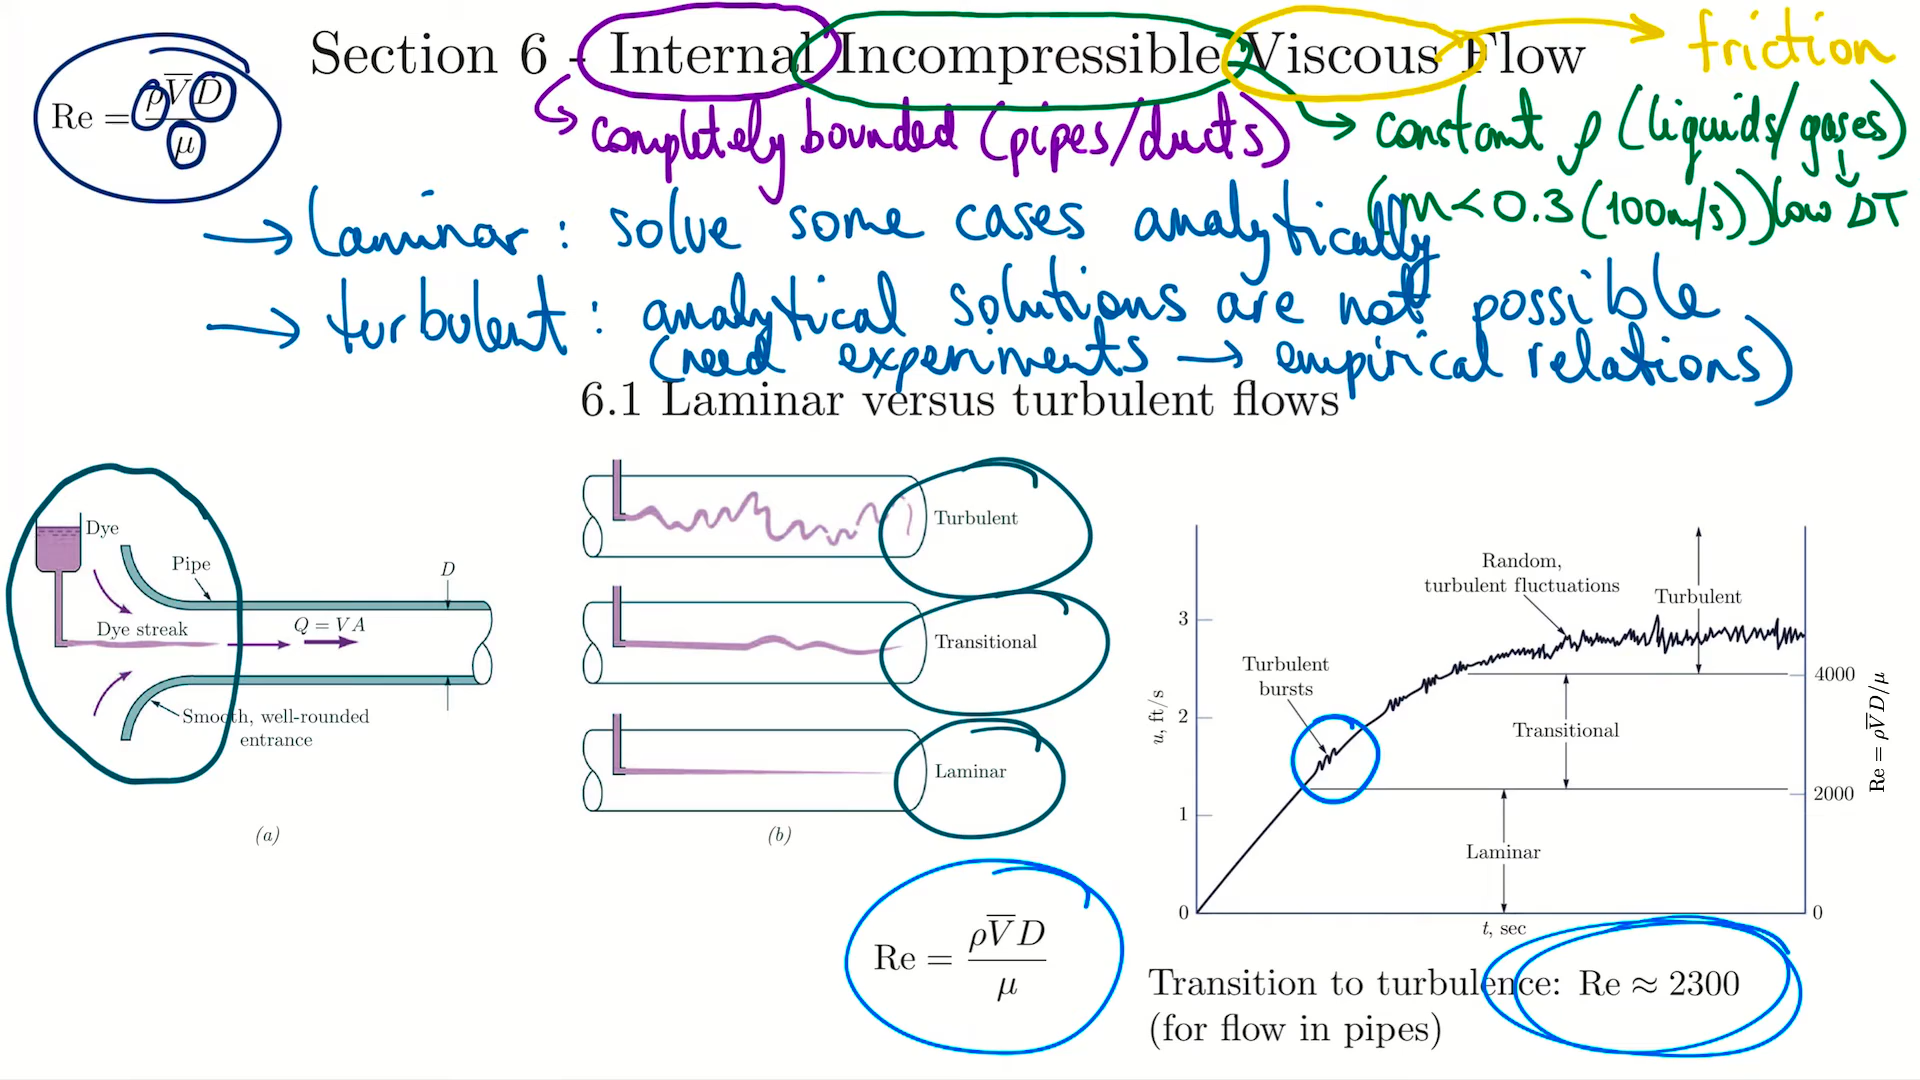 Section 6 - Internal Incompressible Viscous Flow
friction
Re = ρV̅D / μ
completely bounded (pipes/ducts)
constant ρ (liquids/gases)
(M<0.3 (100m/s)) low ΔT
→ laminar : solve some cases analytically
→ turbulent : analytical solutions are not possible
(need experiments → empirical relations)
6.1 Laminar versus turbulent flows
Dye
Pipe
D
Dye streak
Q = VA
Smooth, well-rounded
entrance
(a)
Turbulent
Transitional
Laminar
(b)
Random,
turbulent fluctuations
Turbulent
Turbulent
bursts
Transitional
Laminar
3
2
1
0
u, ft/s
t, sec
4000
2000
0
Re = ρV̅D/μ
Re = ρV̅D / μ
Transition to turbulence: Re ≈ 2300
(for flow in pipes)